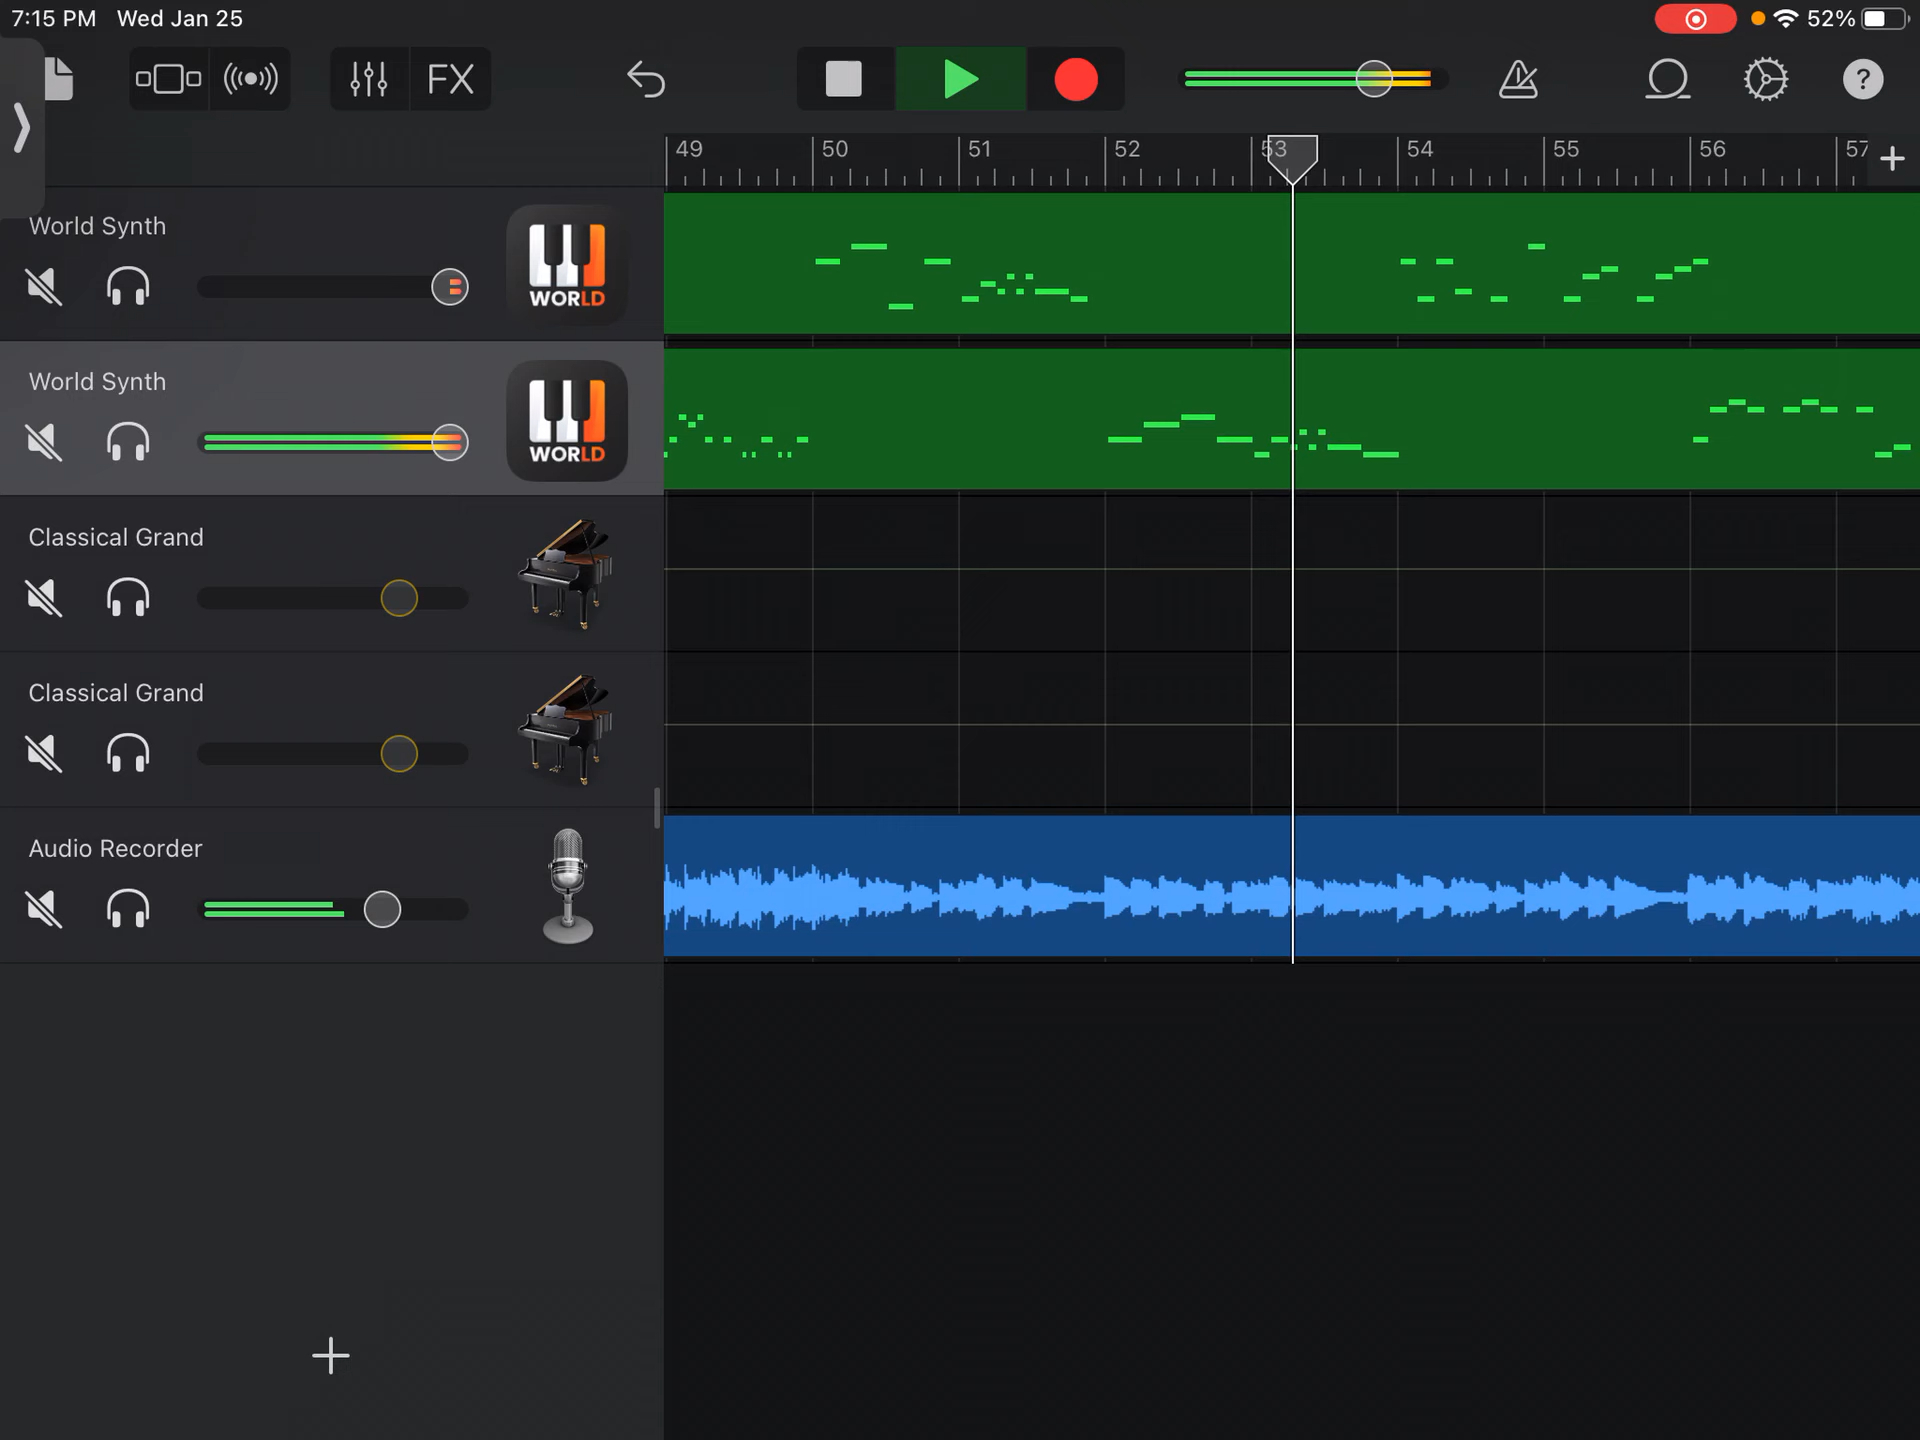 7:15 PM Wed Jan 25
52%
FX
?
49 50 51 52 53 54 55 56 57
World Synth
WORLD
World Synth
WORLD
Classical Grand
Classical Grand
Audio Recorder